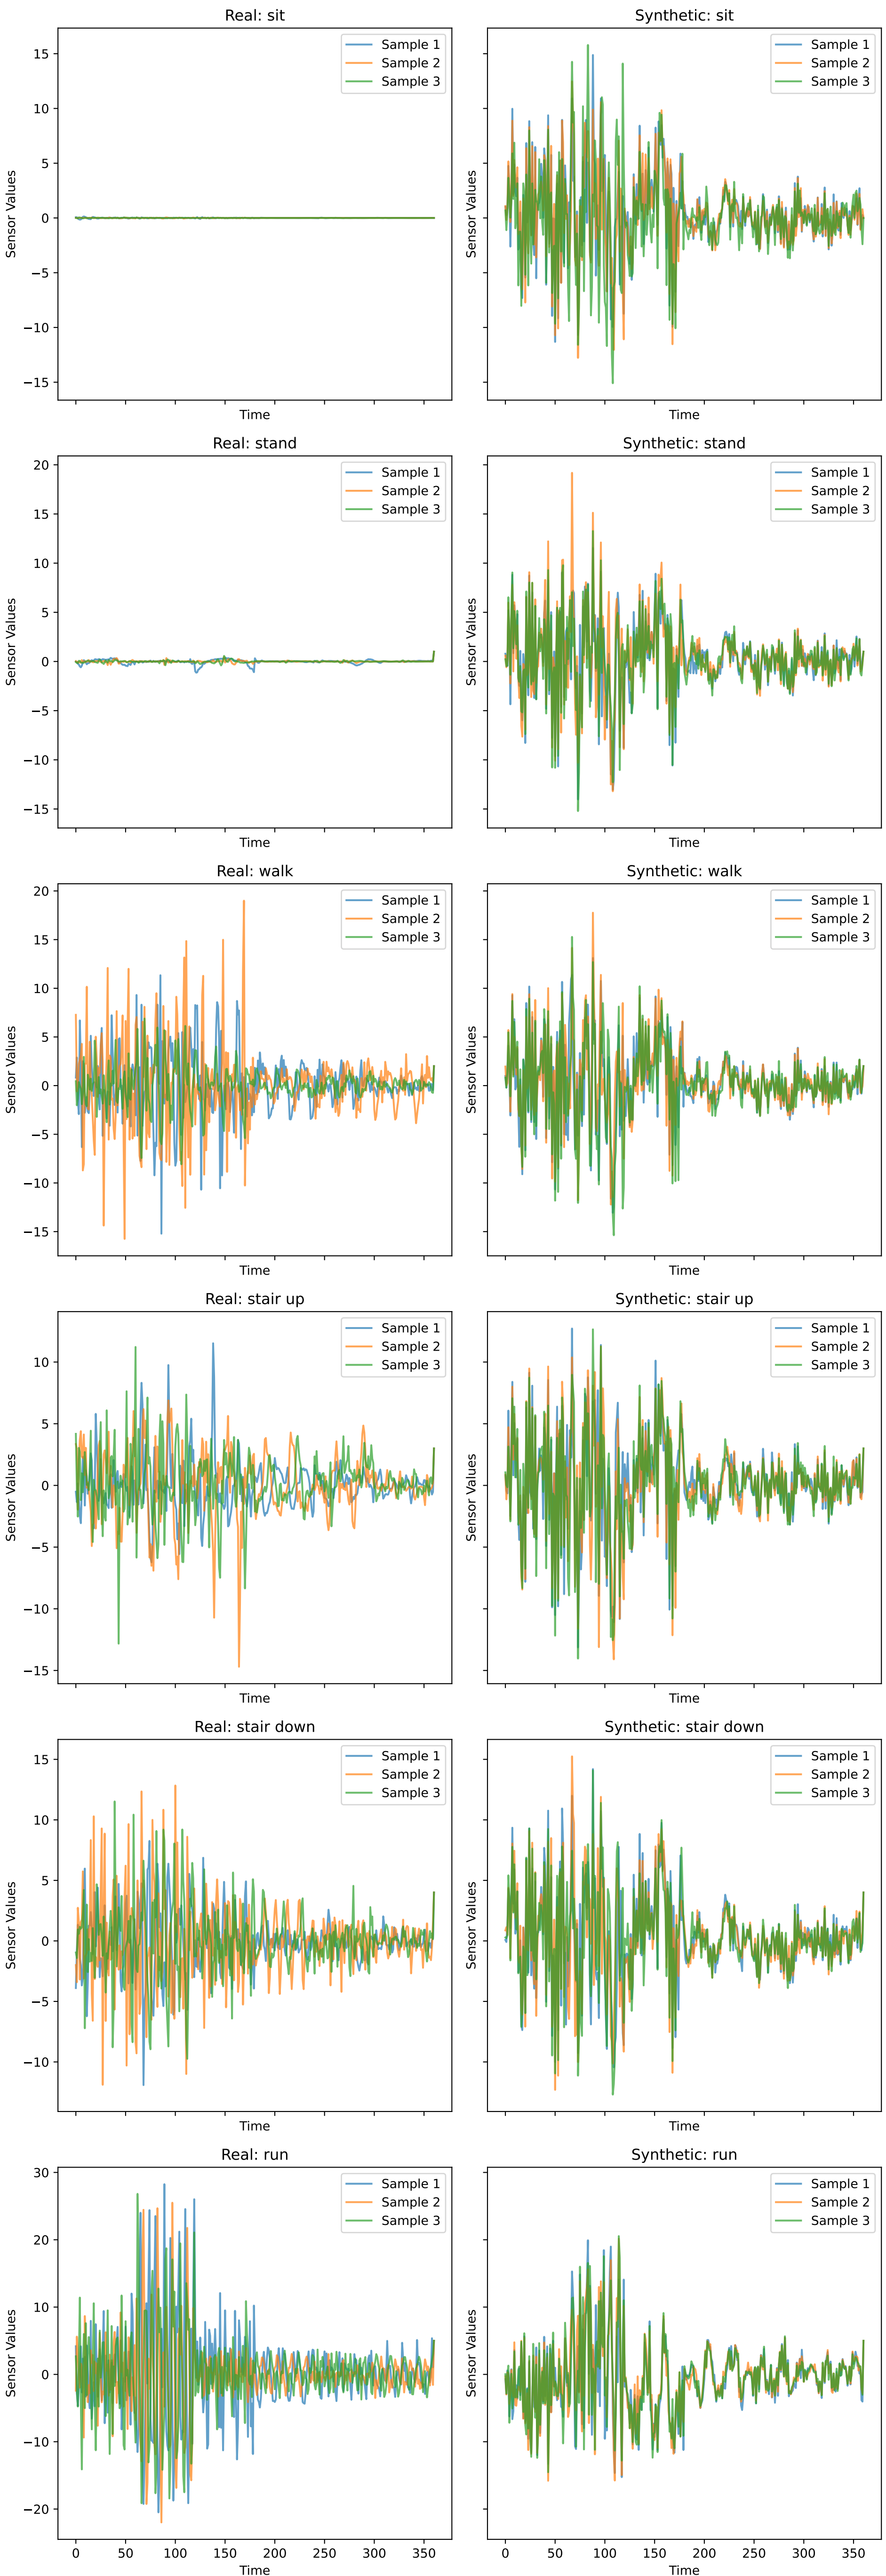 Real: sit
Sample 1
Sample 2
Sample 3
15
10
5
0
−5
−10
−15
Sensor Values
Time
Synthetic: sit
Sample 1
Sample 2
Sample 3
Sensor Values
Time
Real: stand
Sample 1
Sample 2
Sample 3
20
15
10
5
0
−5
−10
−15
Sensor Values
Time
Synthetic: stand
Sample 1
Sample 2
Sample 3
Sensor Values
Time
Real: walk
Sample 1
Sample 2
Sample 3
20
15
10
5
0
−5
−10
−15
Sensor Values
Time
Synthetic: walk
Sample 1
Sample 2
Sample 3
Sensor Values
Time
Real: stair up
Sample 1
Sample 2
Sample 3
10
5
0
−5
−10
−15
Sensor Values
Time
Synthetic: stair up
Sample 1
Sample 2
Sample 3
Sensor Values
Time
Real: stair down
Sample 1
Sample 2
Sample 3
15
10
5
0
−5
−10
Sensor Values
Time
Synthetic: stair down
Sample 1
Sample 2
Sample 3
Sensor Values
Time
Real: run
Sample 1
Sample 2
Sample 3
30
20
10
0
−10
−20
Sensor Values
0 50 100 150 200 250 300 350
Time
Synthetic: run
Sample 1
Sample 2
Sample 3
Sensor Values
0 50 100 150 200 250 300 350
Time